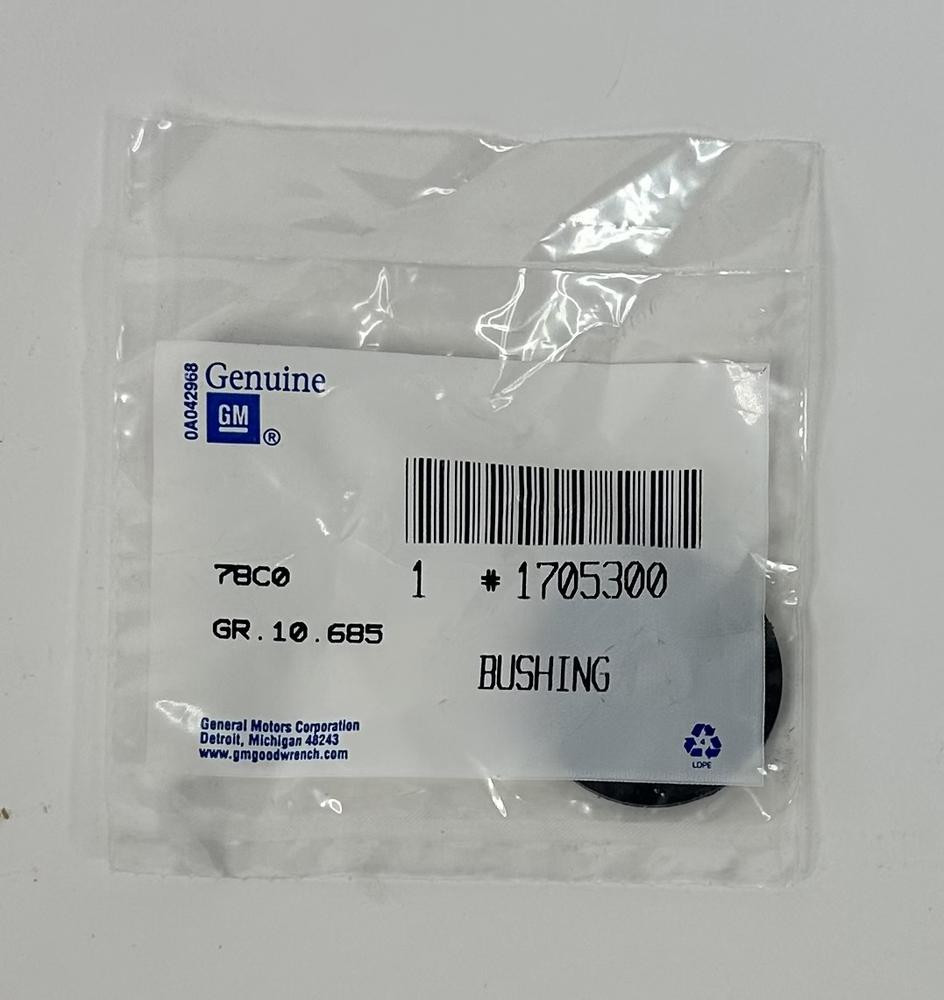 0A042968
Genuine
GM
®
78C0
1 * 1705300
GR.10.685
BUSHING
General Motors Corporation
Detroit, Michigan 48243
www.gmgoodwrench.com
4
LDPE